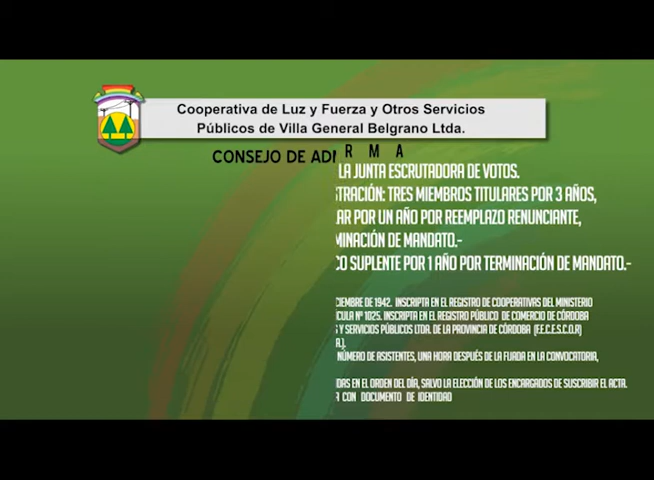 Cooperativa de Luz y Fuerza y Otros Servicios
Públicos de Villa General Belgrano Ltda.
CONSEJO DE ADM
R M A
LA JUNTA ESCRUTADORA DE VOTOS.
TRACIÓN: TRES MIEMBROS TITULARES POR 3 AÑOS,
AR POR UN AÑO POR REEMPLAZO RENUNCIANTE,
MINACIÓN DE MANDATO.-
CO SUPLENTE POR 1 AÑO POR TERMINACIÓN DE MANDATO.-
CIEMBRE DE 1942. INSCRIPTA EN EL REGISTRO DE COOPERATIVAS DEL MINISTERIO
ICULA Nº 1025. INSCRIPTA EN EL REGISTRO PÚBLICO DE COMERCIO DE CÓRDOBA
Y SERVICIOS PÚBLICOS LTDA. DE LA PROVINCIA DE CÓRDOBA (F.E.C.E.S.C.O.R)
NÚMERO DE ASISTENTES, UNA HORA DESPUÉS DE LA FIJADA EN LA CONVOCATORIA,
DAS EN EL ORDEN DEL DÍA, SALVO LA ELECCIÓN DE LOS ENCARGADOS DE SUSCRIBIR EL ACTA.
A CON DOCUMENTO DE IDENTIDAD